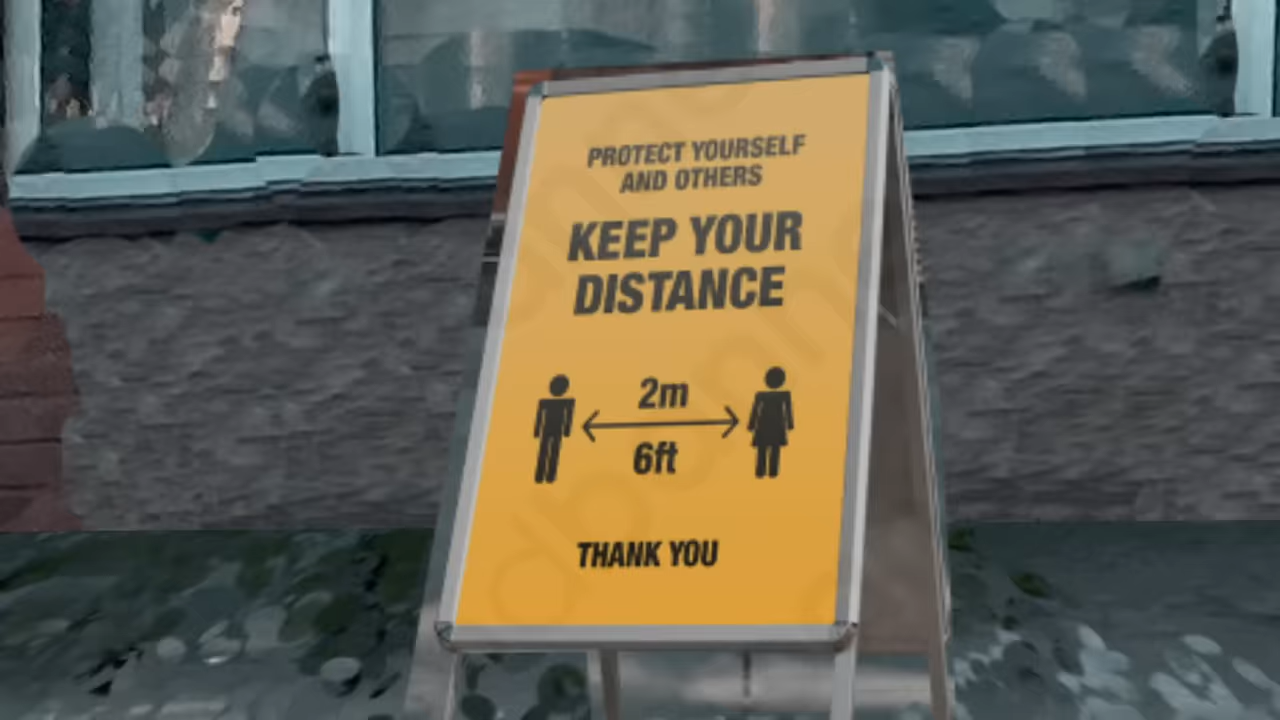 PROTECT YOURSELF
AND OTHERS
KEEP YOUR
DISTANCE
2m
6ft
THANK YOU